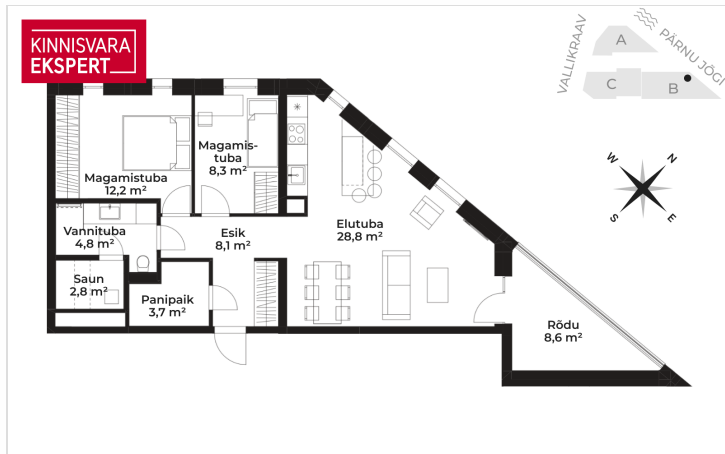 KINNISVARA
EKSPERT
VALLIKRAAV
PÄRNU JÕGI
A
C
B
N
W
E
S
Magamistuba
12,2 m²
Magamis-
tuba
8,3 m²
Elutuba
28,8 m²
Vannituba
4,8 m²
Esik
8,1 m²
Saun
2,8 m²
Panipaik
3,7 m²
Rõdu
8,6 m²